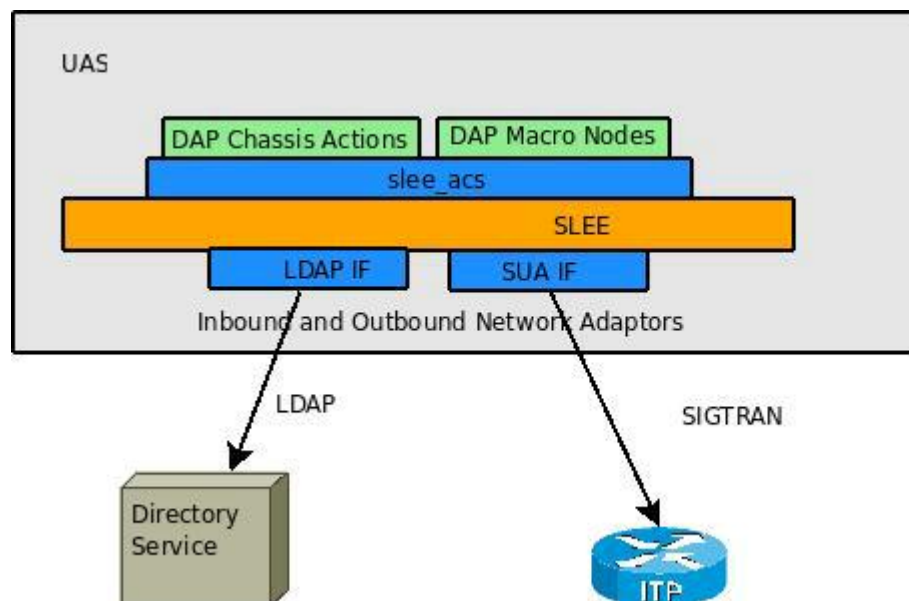 UAS
DAP Chassis Actions
DAP Macro Nodes
slee_acs
SLEE
LDAP IF
SUA IF
Inbound and Outbound Network Adaptors
LDAP
SIGTRAN
Directory
Service
ITP